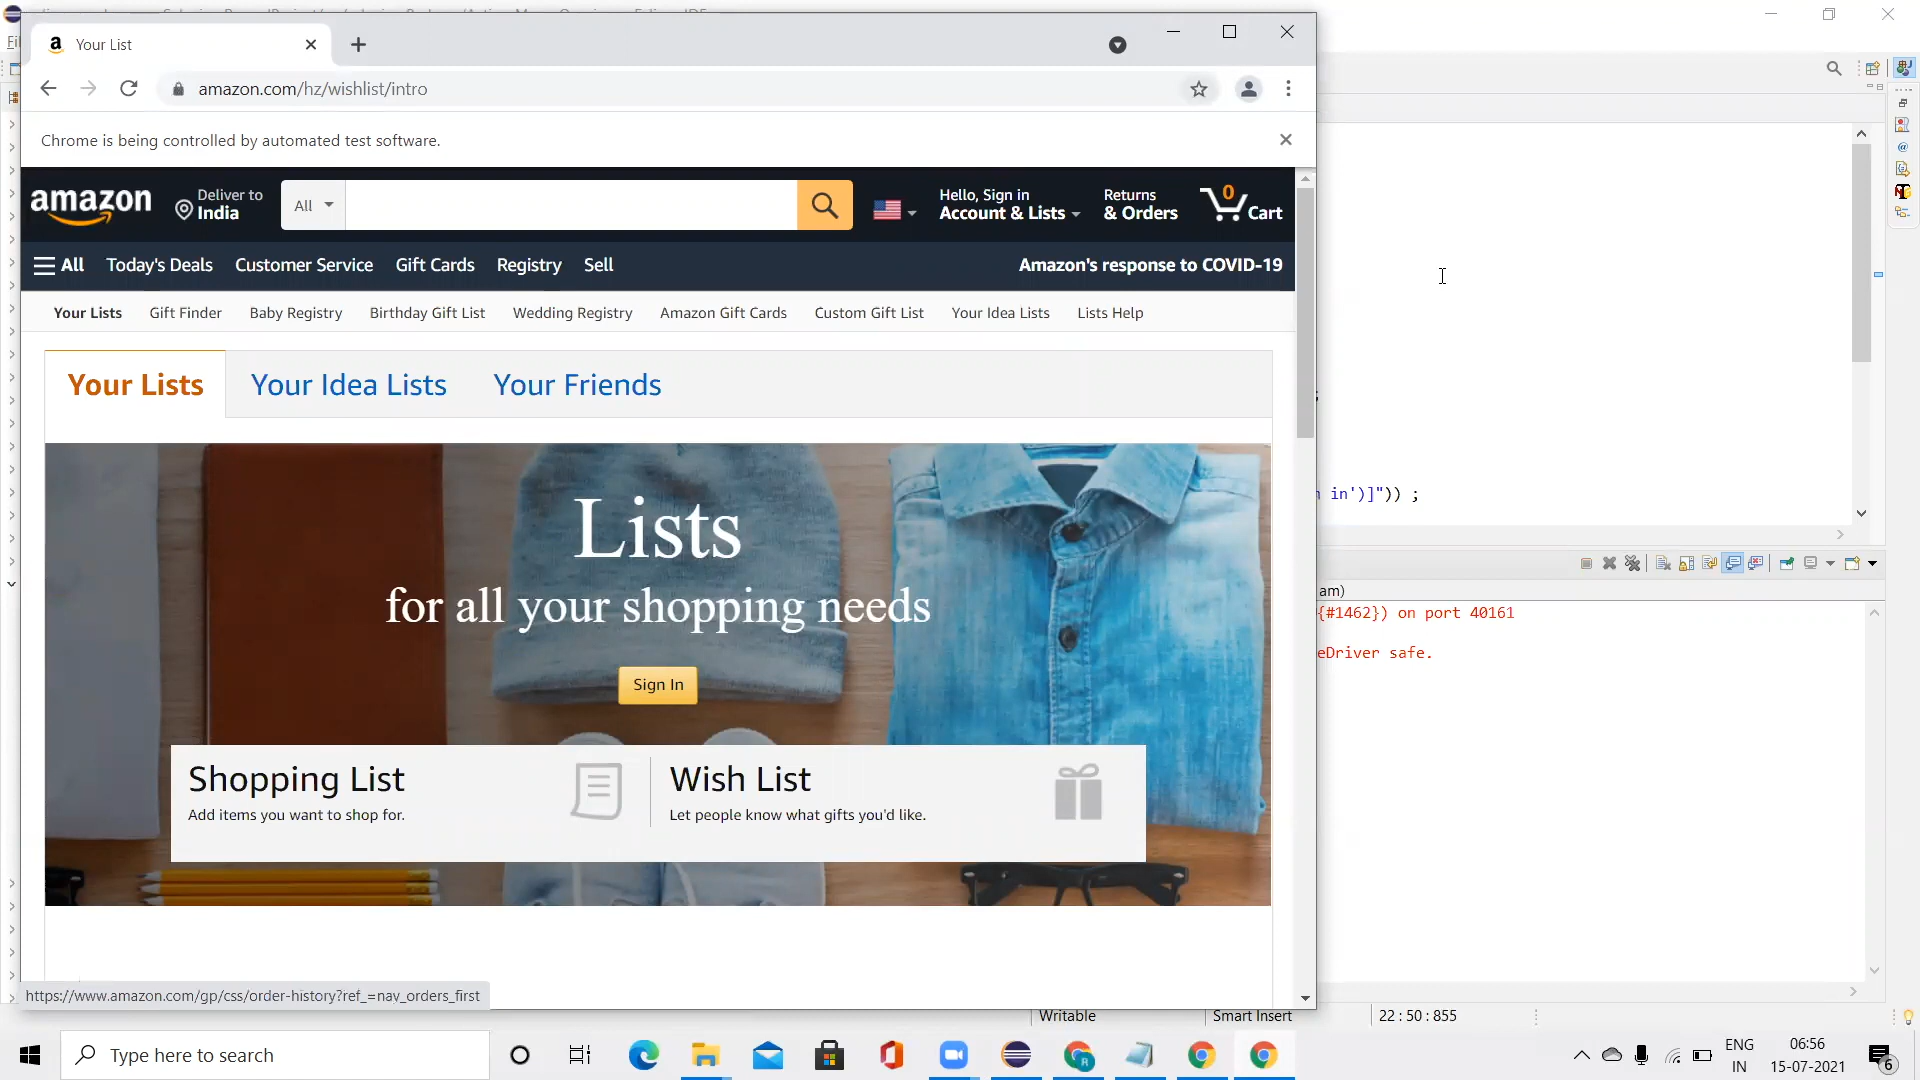 Your List
amazon.com/hz/wishlist/intro
Chrome is being controlled by automated test software.
amazon
Deliver to
India
All
Hello, Sign in
Account & Lists
Returns
& Orders
0
Cart
All
Today's Deals
Customer Service
Gift Cards
Registry
Sell
Amazon's response to COVID-19
Your Lists
Gift Finder
Baby Registry
Birthday Gift List
Wedding Registry
Amazon Gift Cards
Custom Gift List
Your Idea Lists
Lists Help
Your Lists
Your Idea Lists
Your Friends
Lists
for all your shopping needs
Sign In
Shopping List
Add items you want to shop for.
Wish List
Let people know what gifts you'd like.
https://www.amazon.com/gp/css/order-history?ref_=nav_orders_first
in')]")) ;
am)
{#1462}) on port 40161
eDriver safe.
Writable
Smart Insert
22 : 50 : 855
Type here to search
ENG
IN
06:56
15-07-2021
6